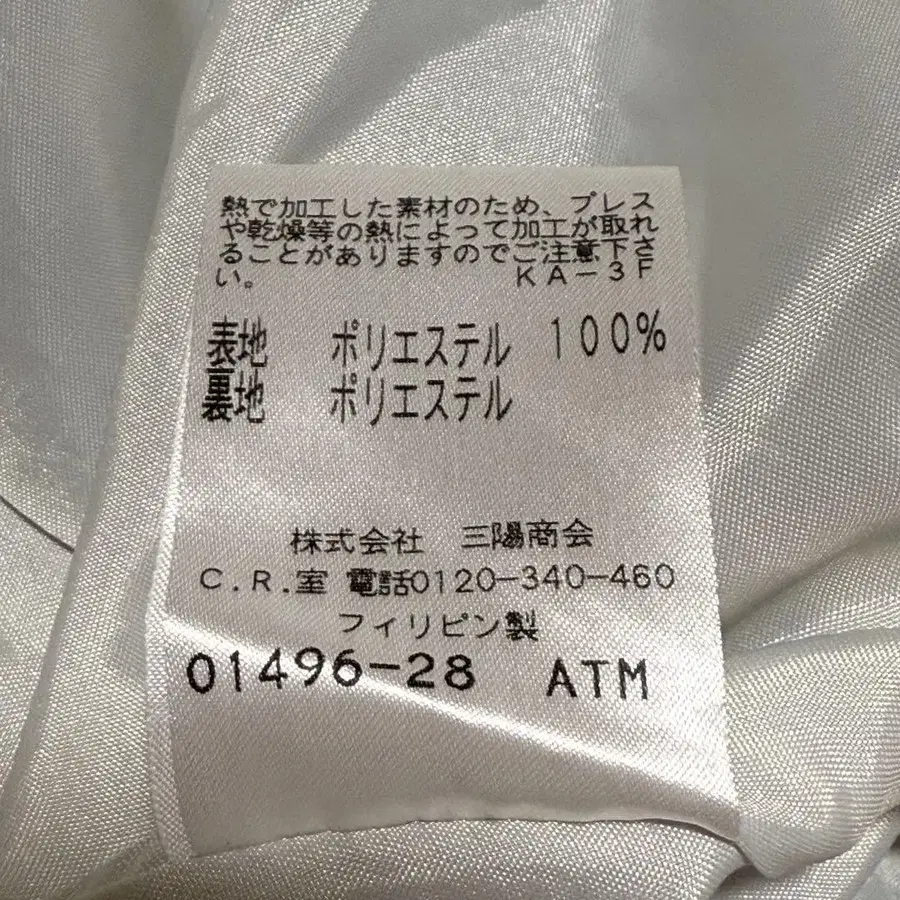 熱で加工した素材のため、プレス
や乾燥等の熱によって加工が取れ
ることがありますのでご注意下さ
い。 KA-3F
表地 ポリエステル 100%
裏地 ポリエステル
株式会社 三陽商会
C.R.室 電話0120-340-460
フィリピン製
01496-28 ATM